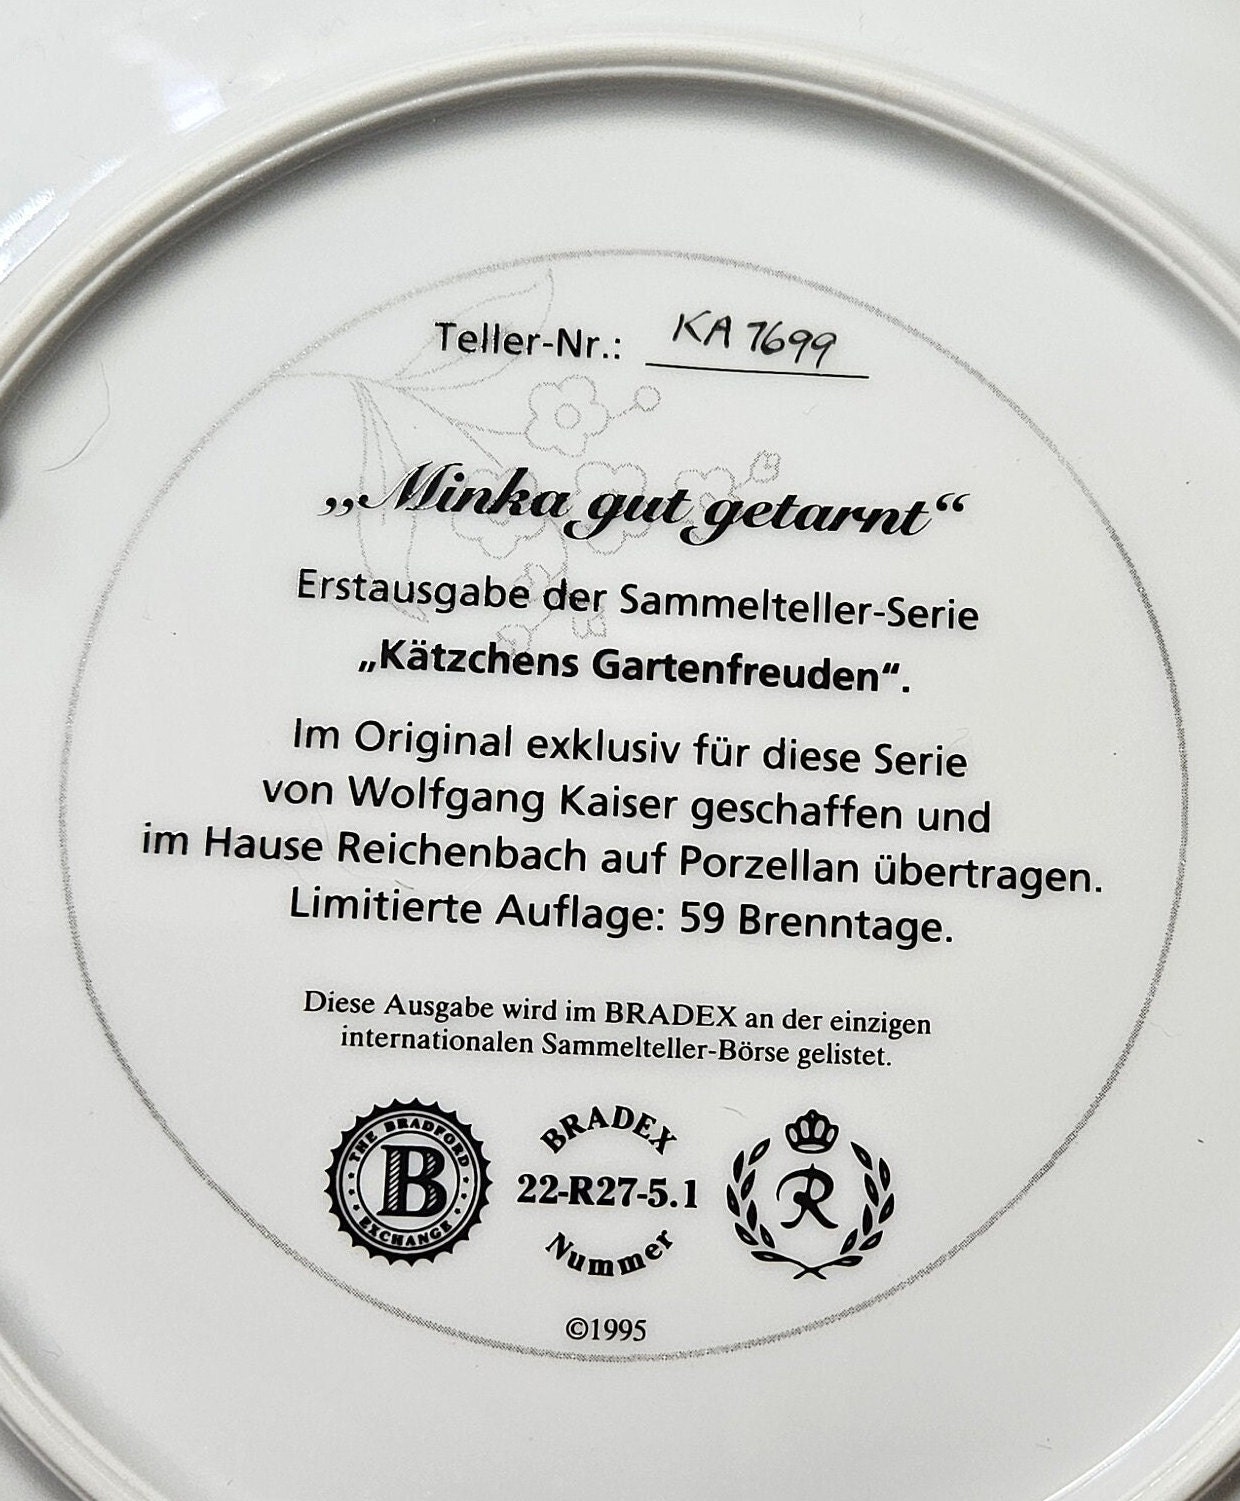 Teller-Nr.: KA 7699
„Minka gut getarnt“
Erstausgabe der Sammelteller-Serie
„Kätzchens Gartenfreuden“.
Im Original exklusiv für diese Serie
von Wolfgang Kaiser geschaffen und
im Hause Reichenbach auf Porzellan übertragen.
Limitierte Auflage: 59 Brenntage.
Diese Ausgabe wird im BRADEX an der einzigen
internationalen Sammelteller-Börse gelistet.
THE BRADFORD
B
EXCHANGE
BRADEX
22-R27-5.1
Nummer
R
©1995